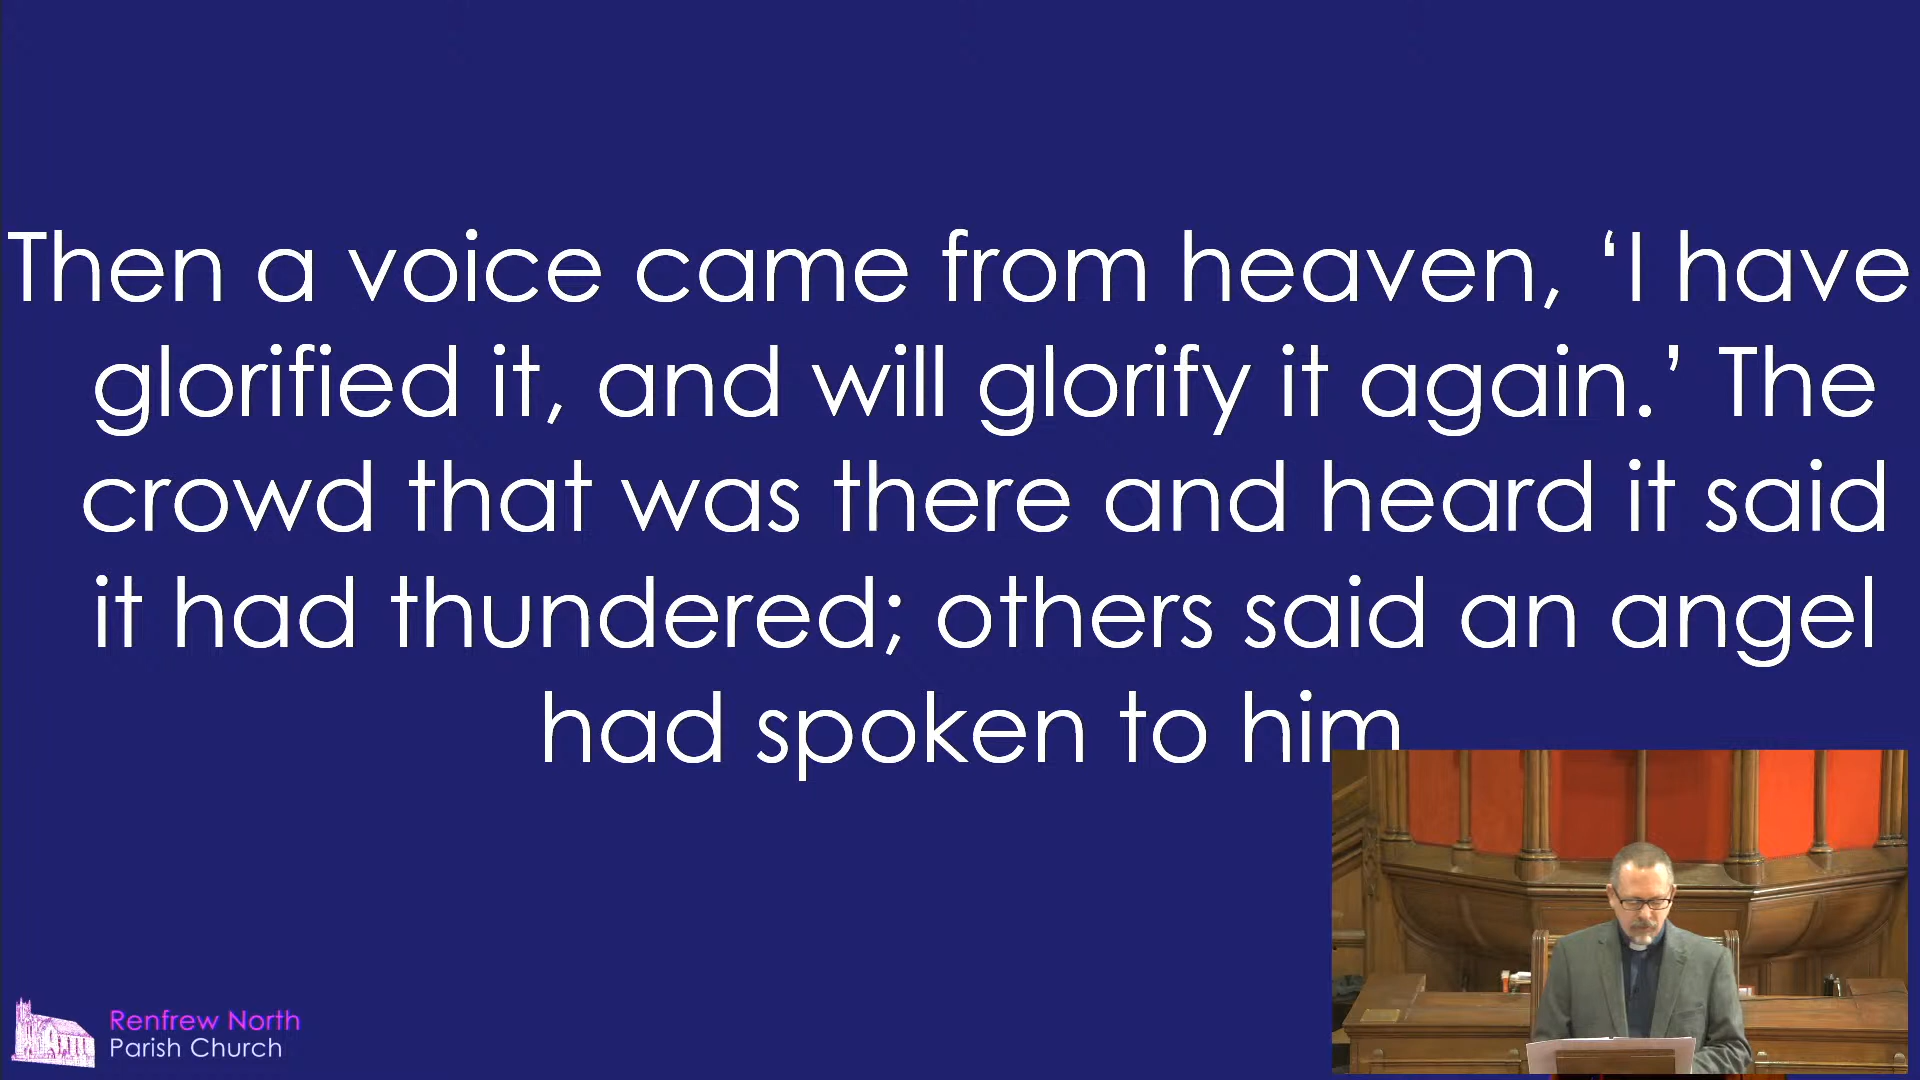 Then a voice came from heaven, ‘I have
glorified it, and will glorify it again.’ The
crowd that was there and heard it said
it had thundered; others said an angel
had spoken to him
Renfrew North
Parish Church